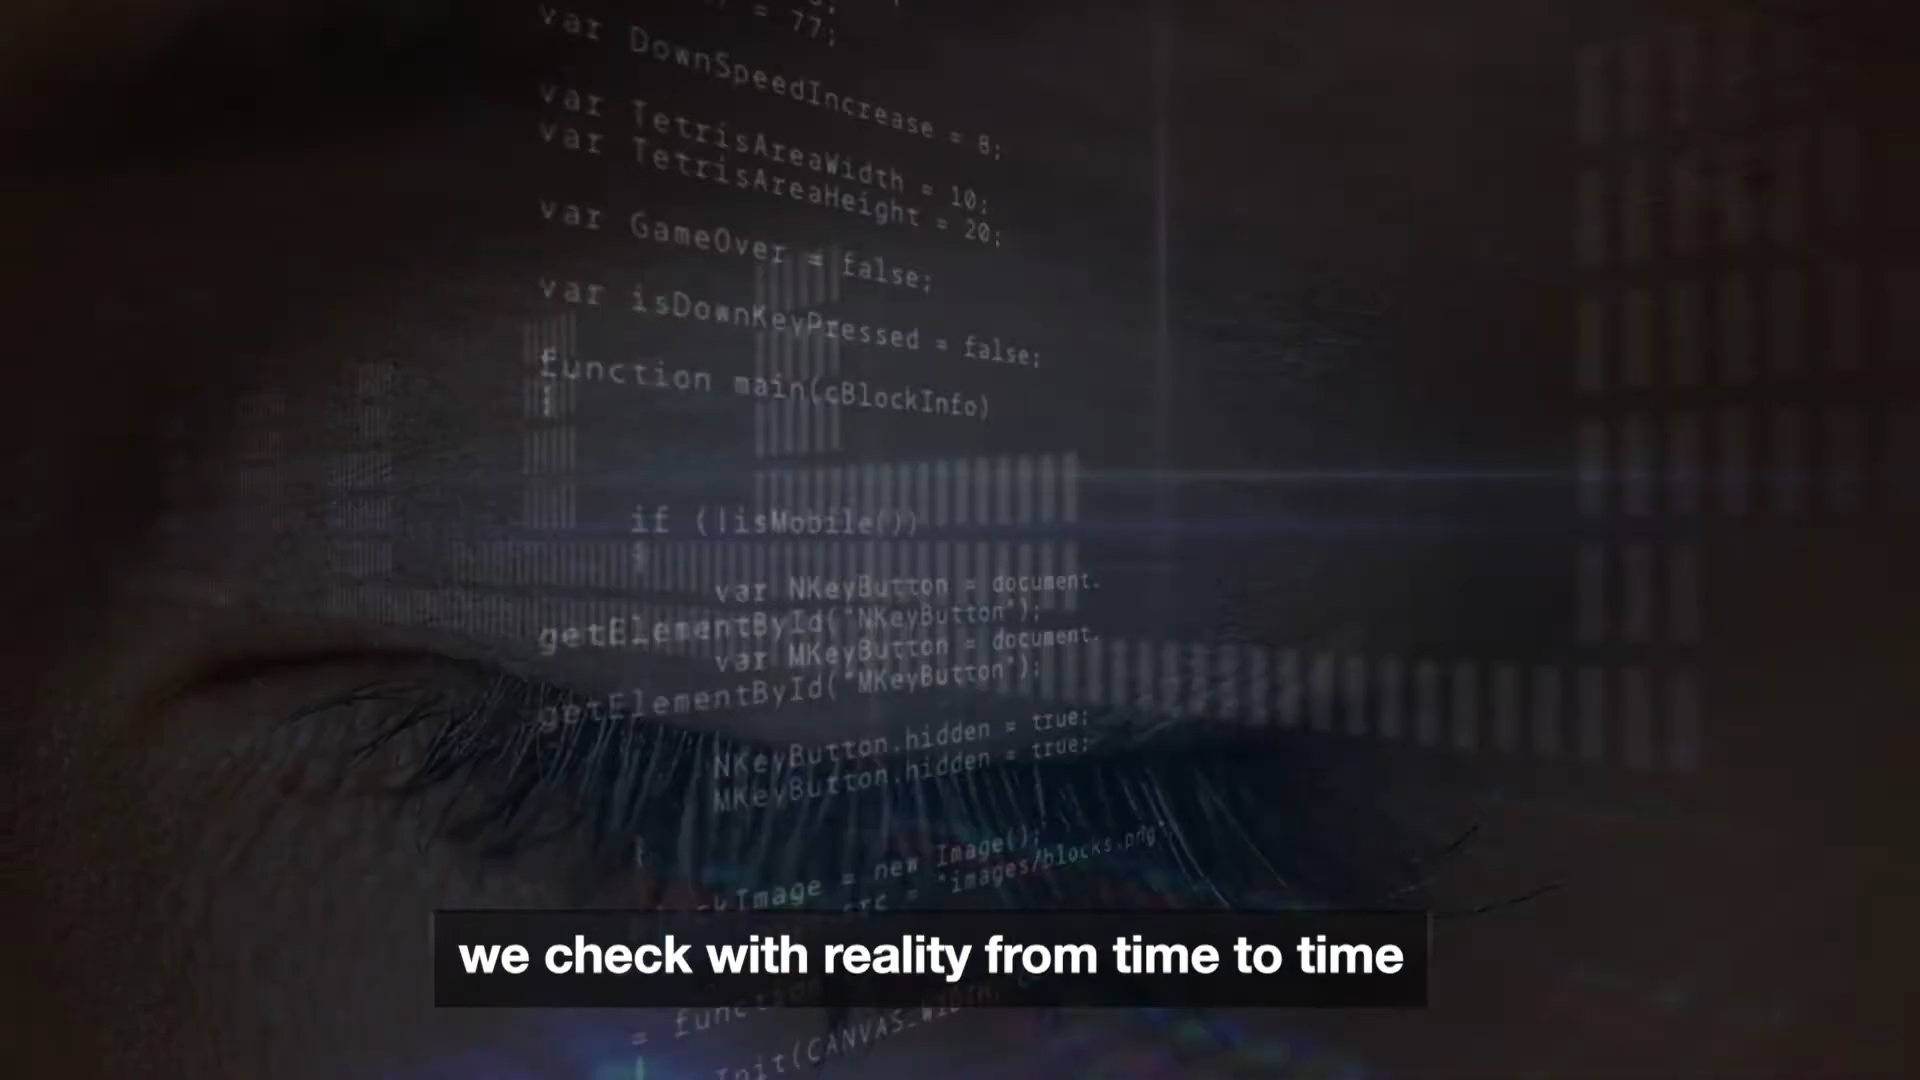 = 77;
var DownSpeedIncrease = 8;
var TetrisAreaWidth = 10;
var TetrisAreaHeight = 20;
var GameOver = false;
var isDownKeyPressed = false;
function main(cBlockInfo)
{
if (!isMobile())
{
var NKeyButton = document.
getElementById("NKeyButton");
var MKeyButton = document.
getElementById("MKeyButton");
NKeyButton.hidden = true;
MKeyButton.hidden = true;
}
= new Image();
= "images/blocks.png"
we check with reality from time to time
=